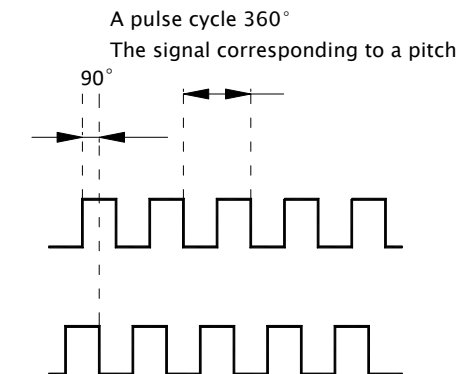 A pulse cycle 360°
The signal corresponding to a pitch
90°